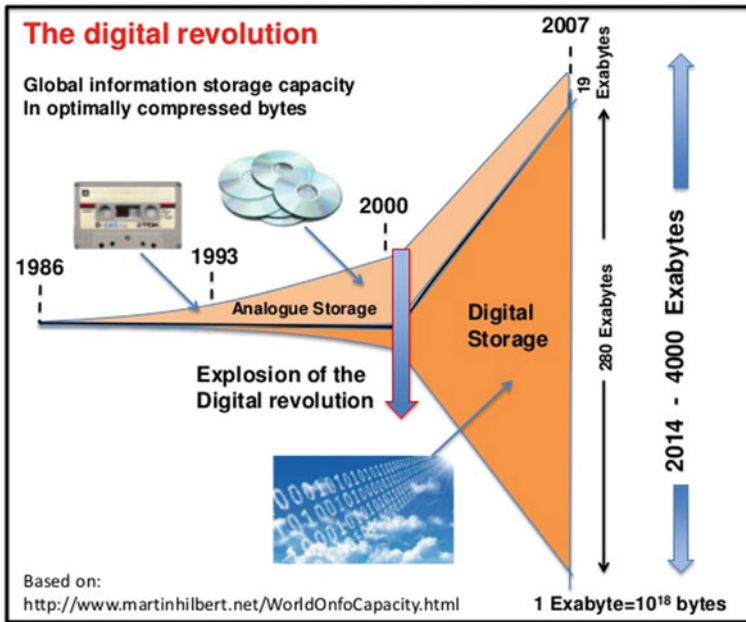 The digital revolution
Global information storage capacity
In optimally compressed bytes
2007
19
Exabytes
2000
1993
1986
Analogue Storage
Digital
Storage
280 Exabytes
2014 - 4000 Exabytes
Explosion of the
Digital revolution
Based on:
http://www.martinhilbert.net/WorldOnfoCapacity.html
1 Exabyte=10¹⁸ bytes